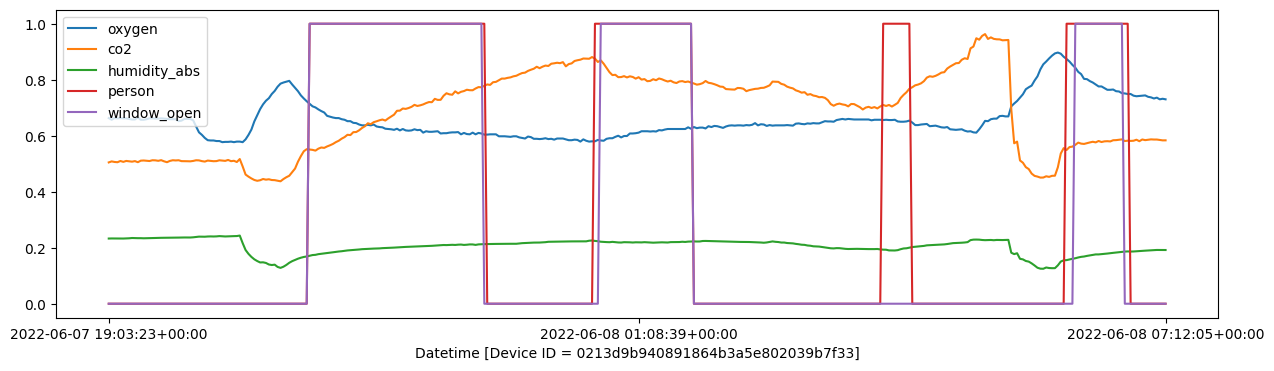 1.0
0.8
0.6
0.4
0.2
0.0
oxygen
co2
humidity_abs
person
window_open
2022-06-07 19:03:23+00:00
2022-06-08 01:08:39+00:00
2022-06-08 07:12:05+00:00
Datetime [Device ID = 0213d9b940891864b3a5e802039b7f33]